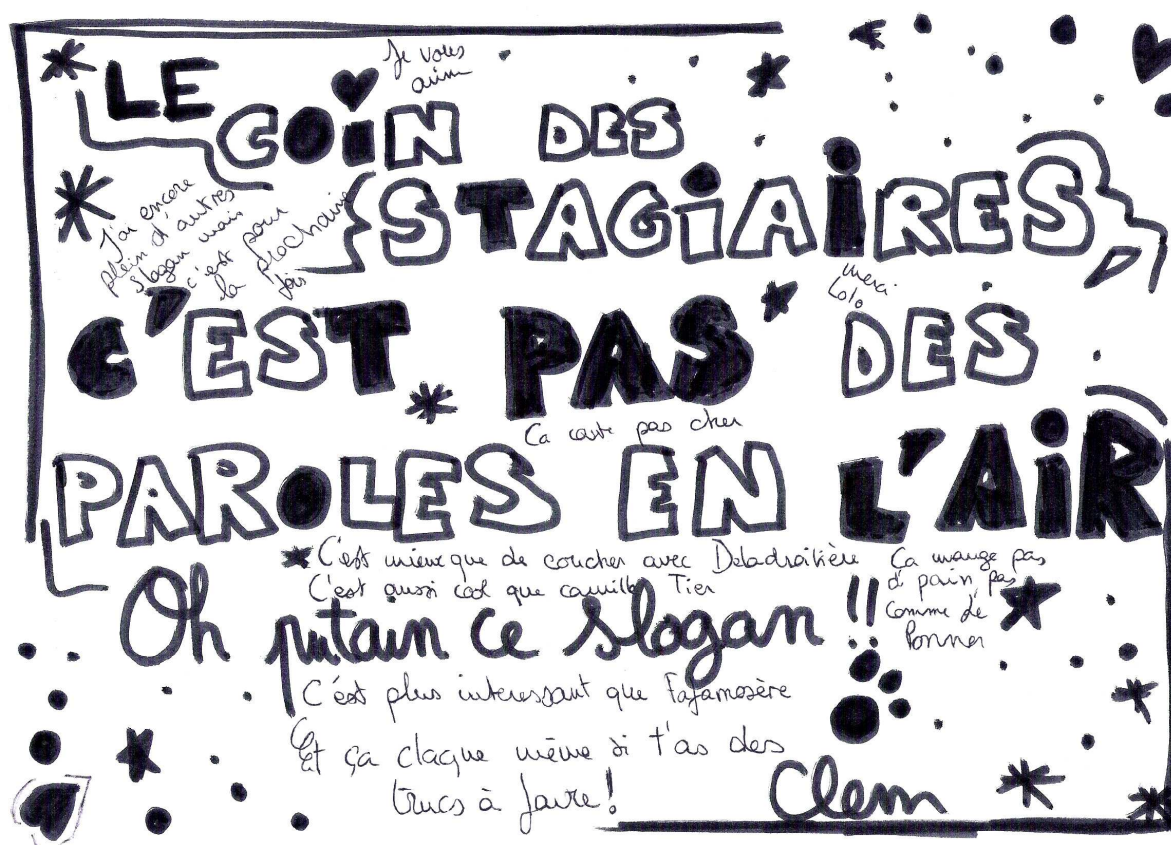 Je vous
aime
LE
COiN DES
STAGiAiRES,
J'ai encore
plein d'autres
slogan mais
c'est pour
la prochaine
fois
merci
Lolo
C'EST PAS DES
Ca coute pas cher
PAROLES EN L'AiR
C'est mieux que de coucher avec Deladroitière
C'est aussi cool que camille Tier
Ca mange pas
d' pain, pas
comme
Oh putain ce slogan !!
C'est plus interessant que Fafamosère
Et ça claque même si t'as des
trucs à faire!
Clem